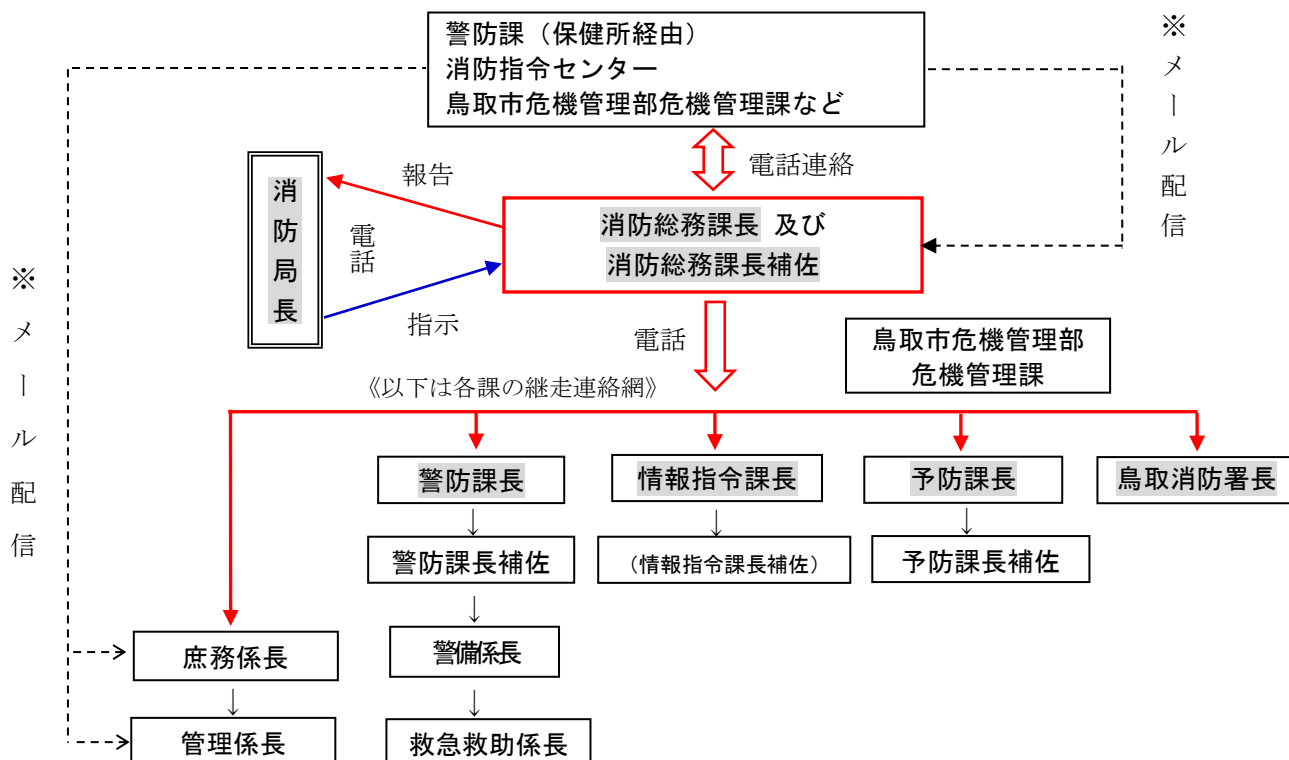 警防課（保健所経由）
消防指令センター
鳥取市危機管理部危機管理課など
※メール配信
電話連絡
報告
消防局長
電話
消防総務課長 及び
消防総務課長補佐
指示
※メール配信
電話
鳥取市危機管理部
危機管理課
《以下は各課の継走連絡網》
警防課長
情報指令課長
予防課長
鳥取消防署長
警防課長補佐
（情報指令課長補佐）
予防課長補佐
庶務係長
警備係長
管理係長
救急救助係長